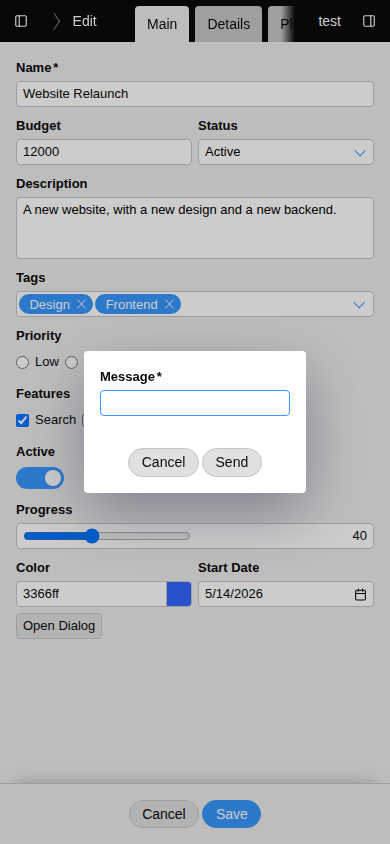 Edit Main Details test
Name*
Website Relaunch
Budget Status
12000 Active
Description
A new website, with a new design and a new backend.
Tags
Design Frontend
Priority
Low
Message*
Features
Search
Active
Cancel Send
Progress
40
Color Start Date
3366ff 5/14/2026
Open Dialog
Cancel Save